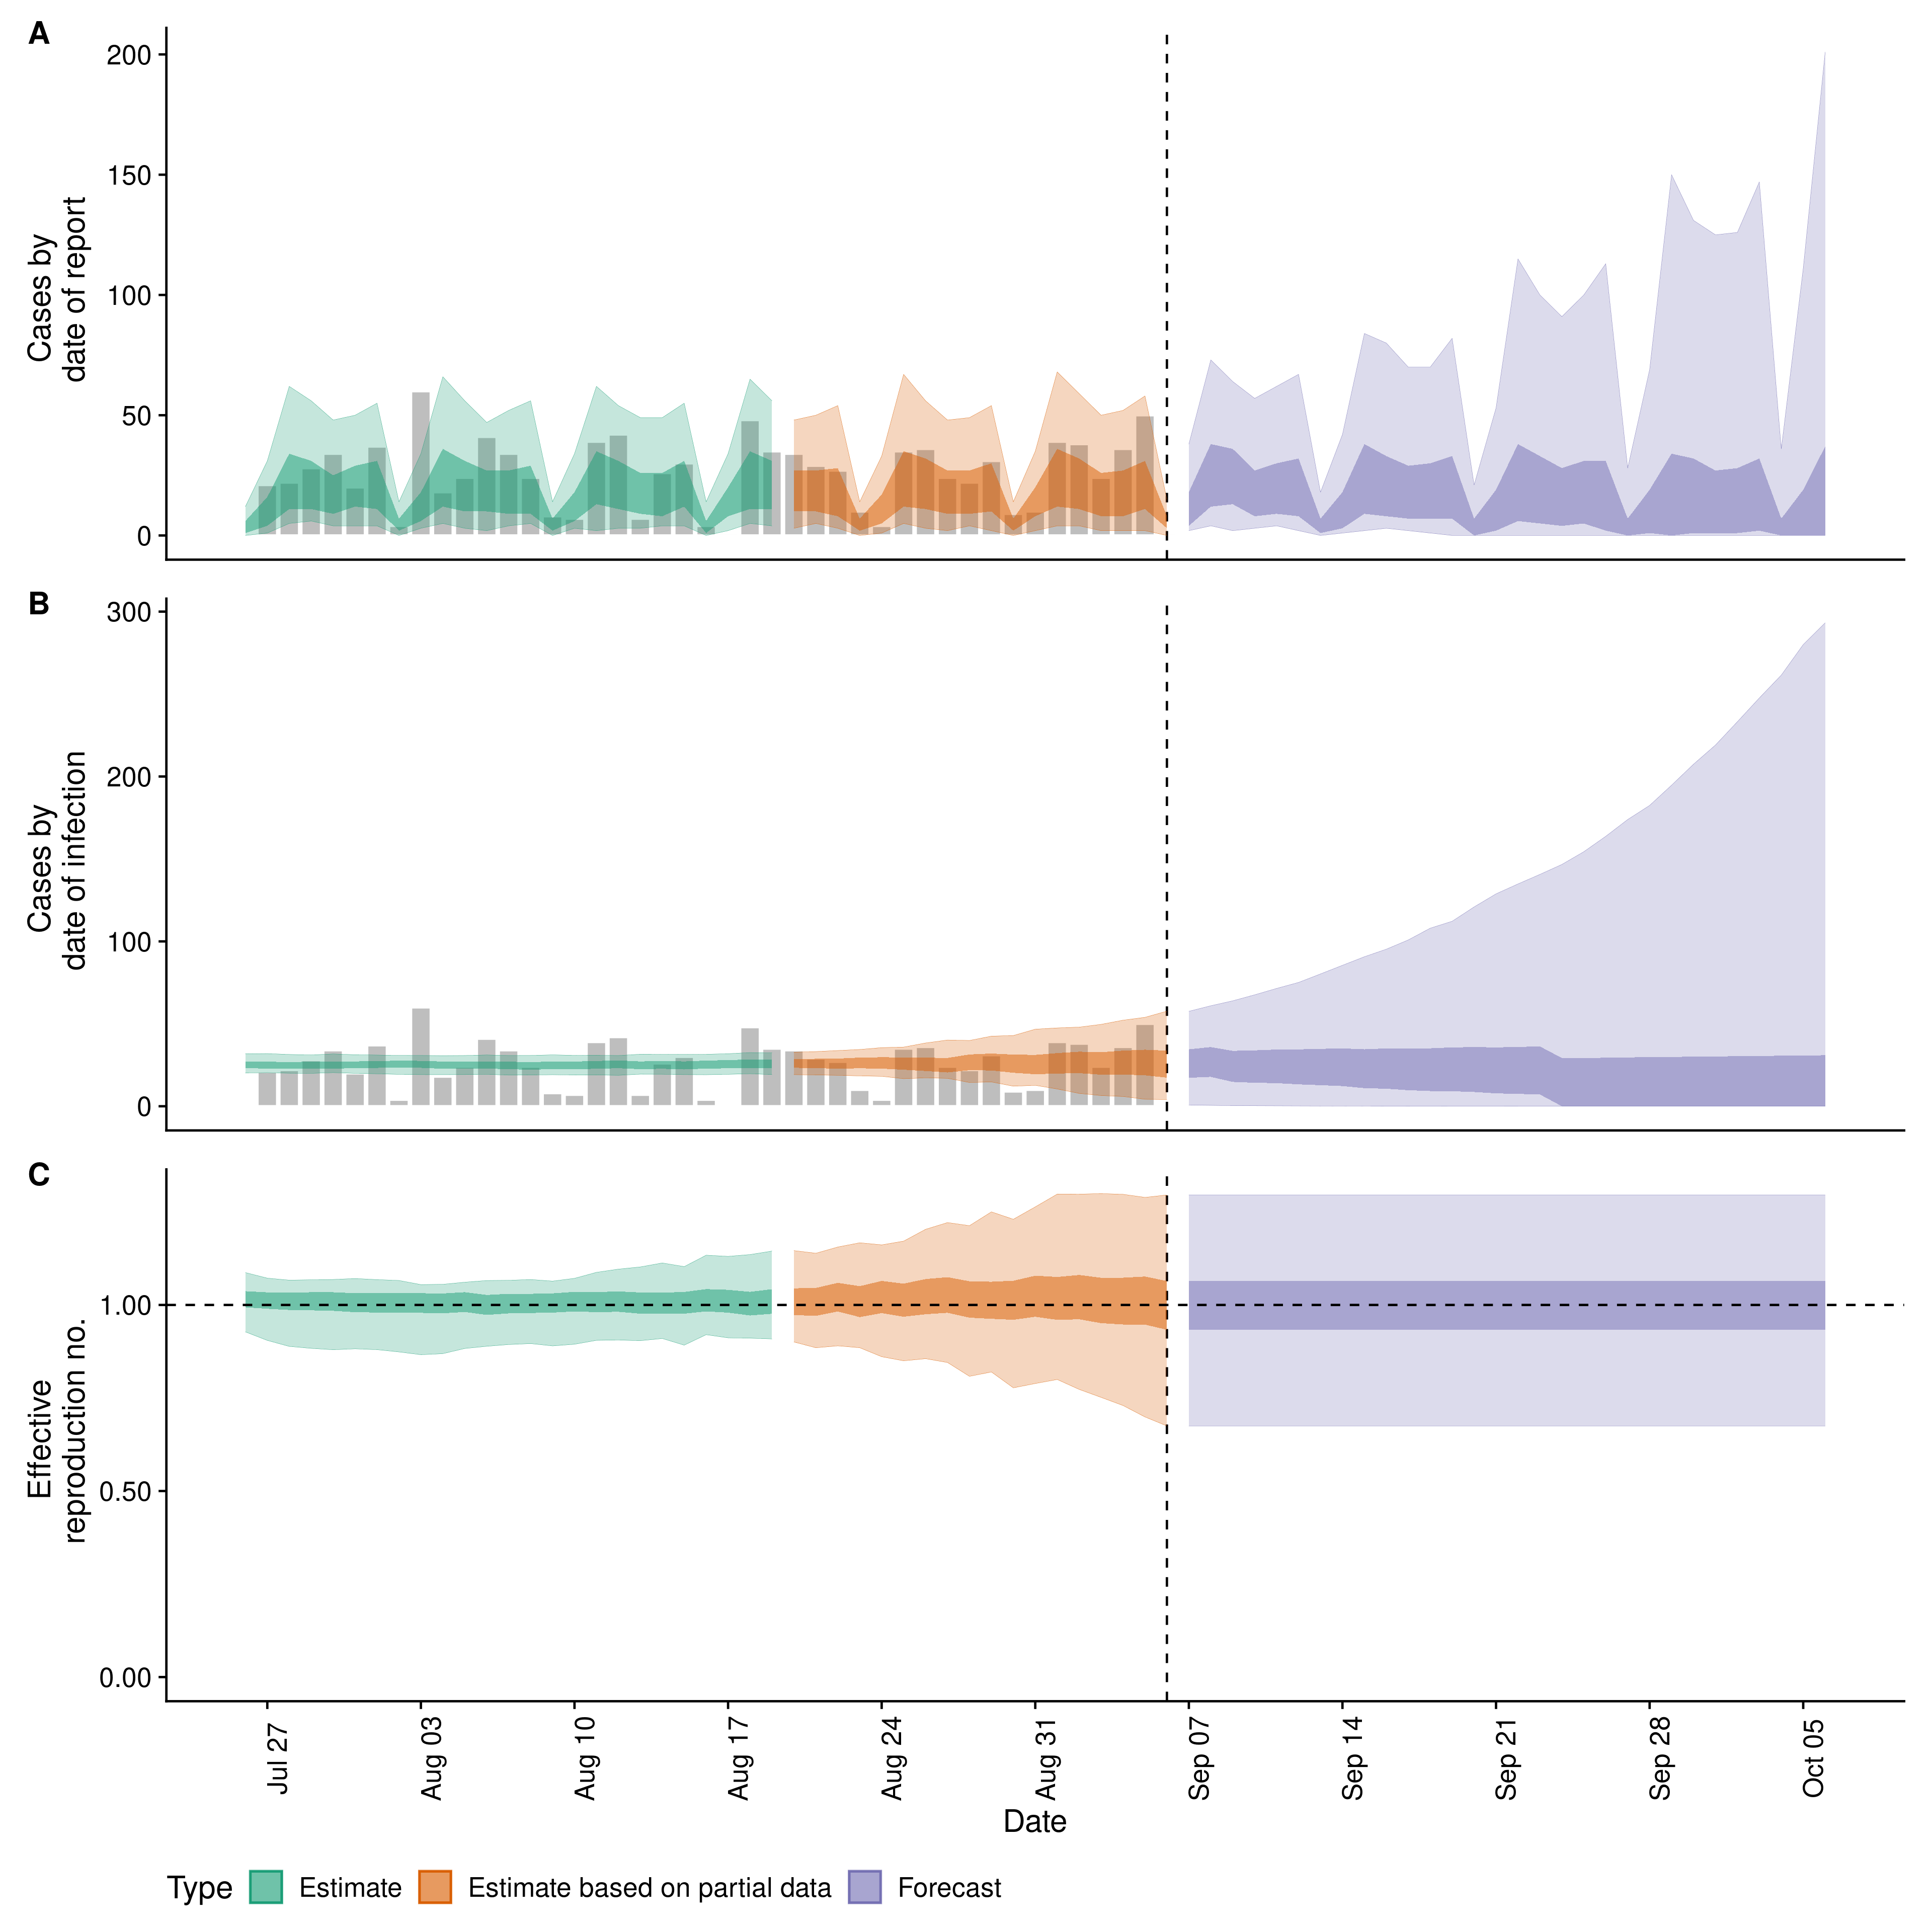 A
200
150
100
50
0
Cases by
date of report
B
300
200
100
0
Cases by
date of infection
C
1.00
0.50
0.00
Effective
reproduction no.
Jul 27
Aug 03
Aug 10
Aug 17
Aug 24
Aug 31
Sep 07
Sep 14
Sep 21
Sep 28
Oct 05
Date
Type Estimate Estimate based on partial data Forecast